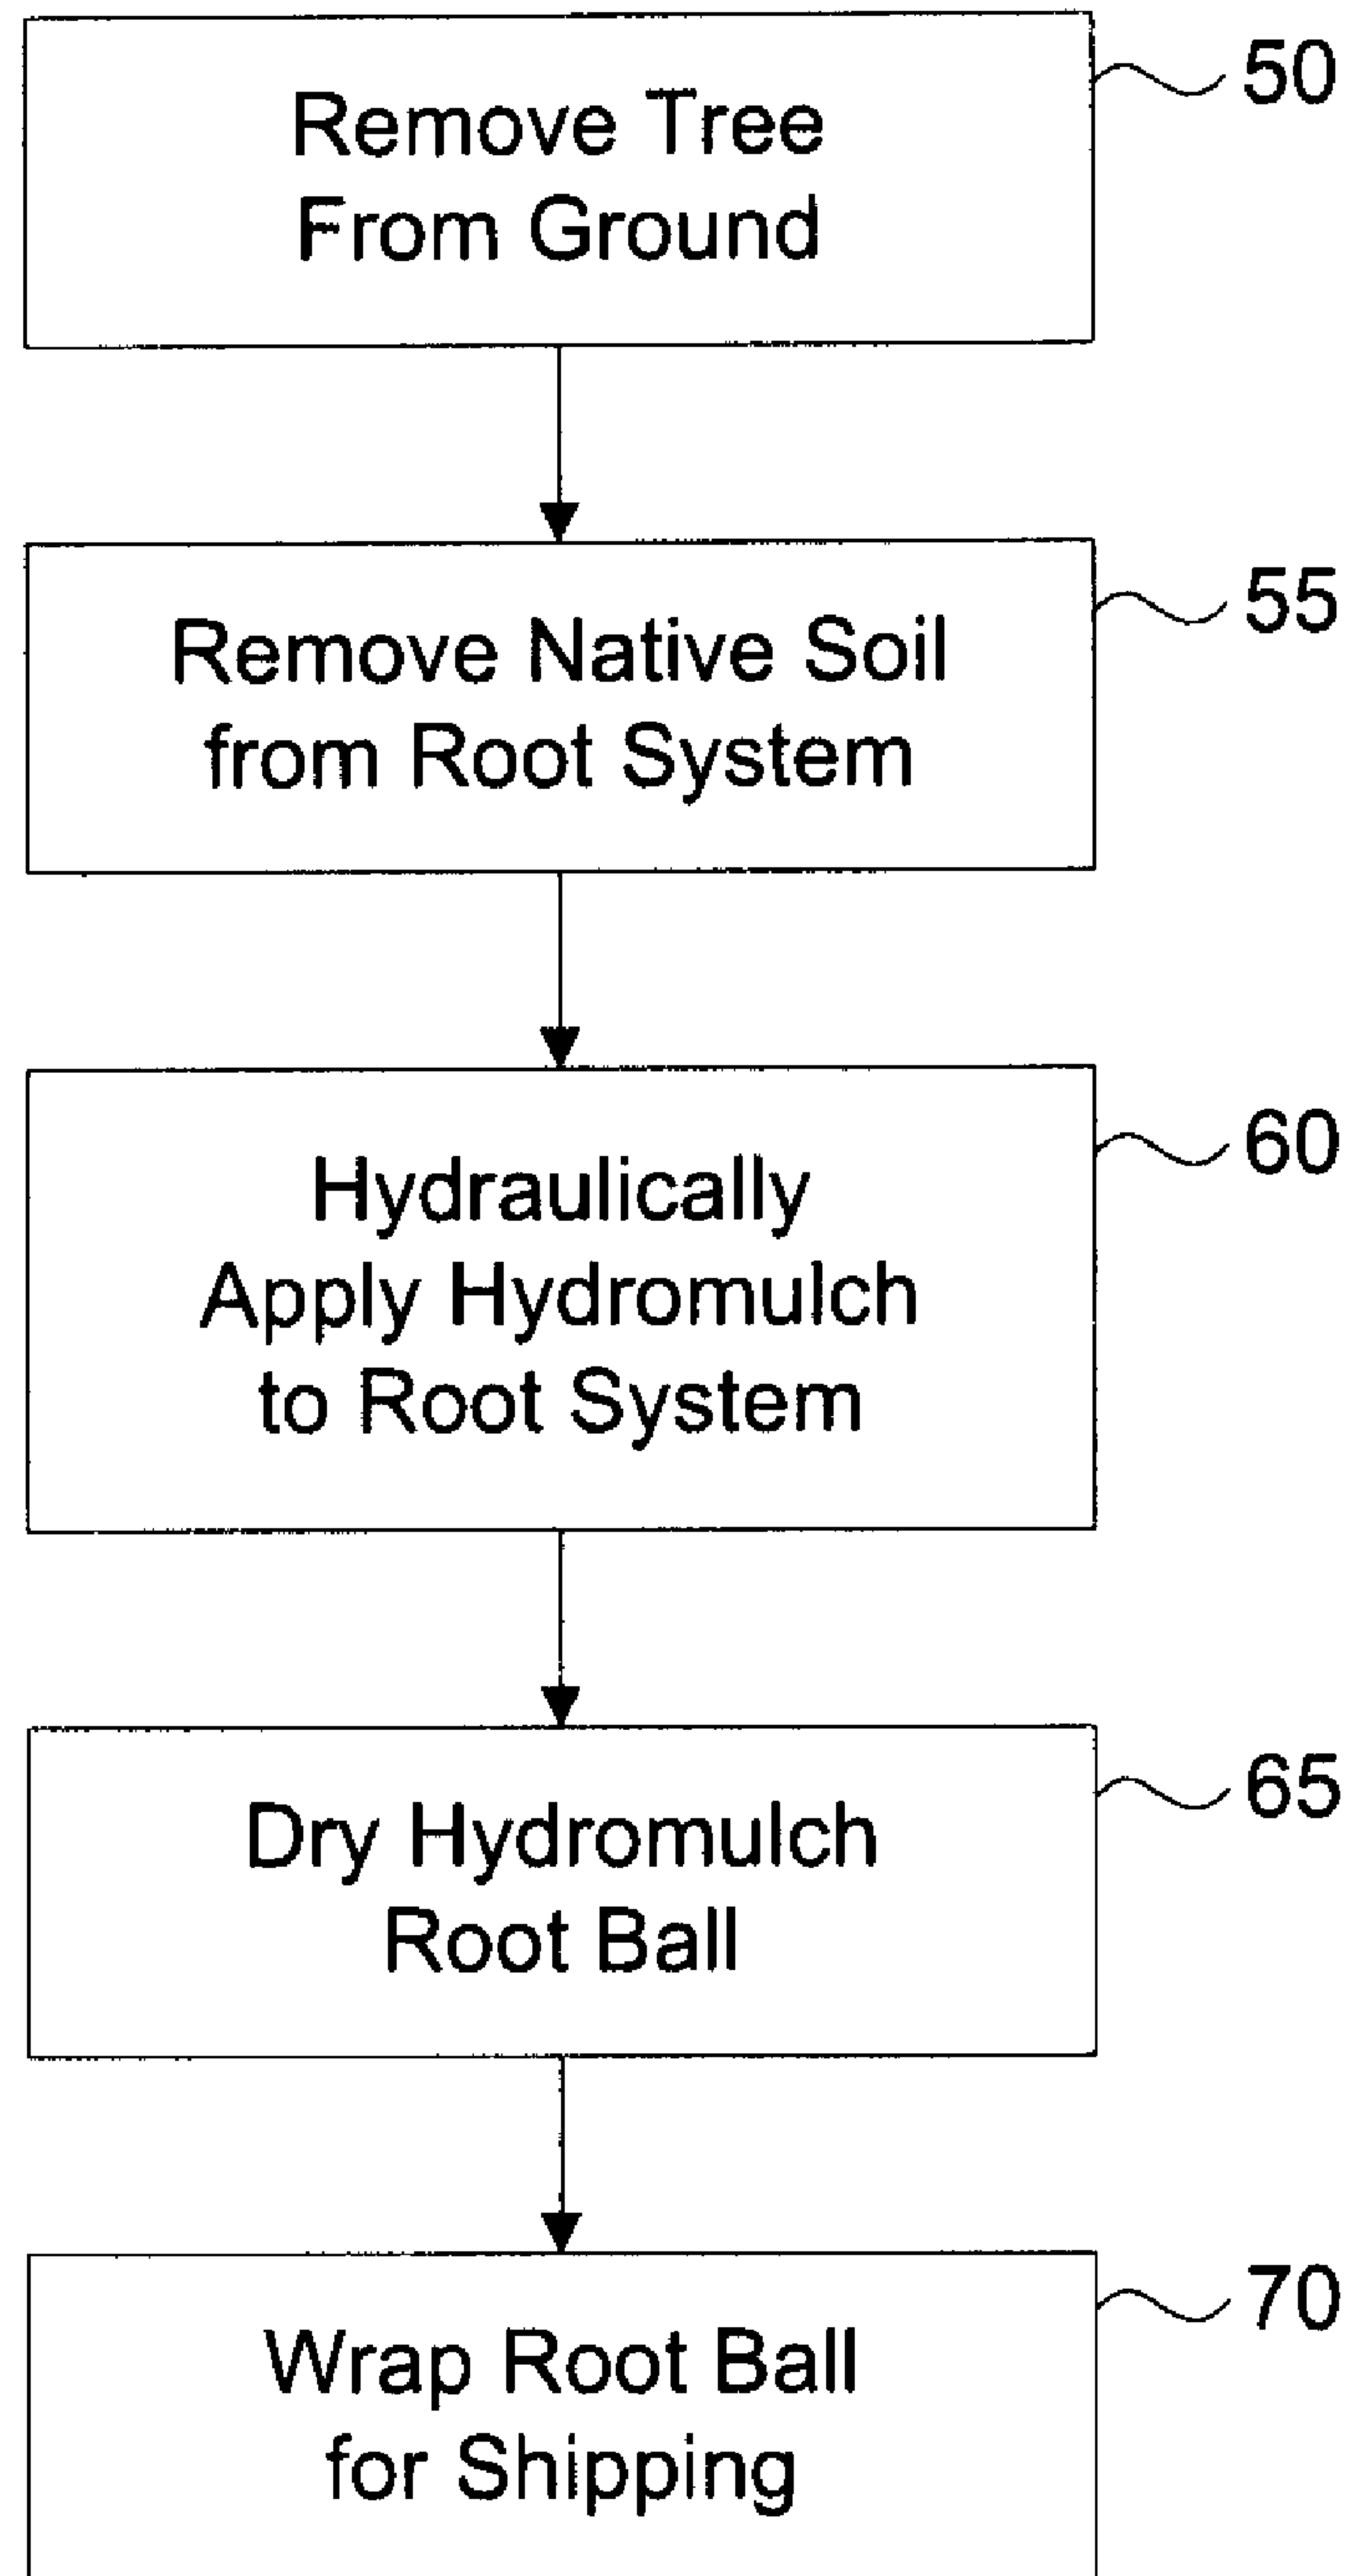 Remove Tree
From Ground
50
Remove Native Soil
from Root System
55
Hydraulically
Apply Hydromulch
to Root System
60
Dry Hydromulch
Root Ball
65
Wrap Root Ball
for Shipping
70